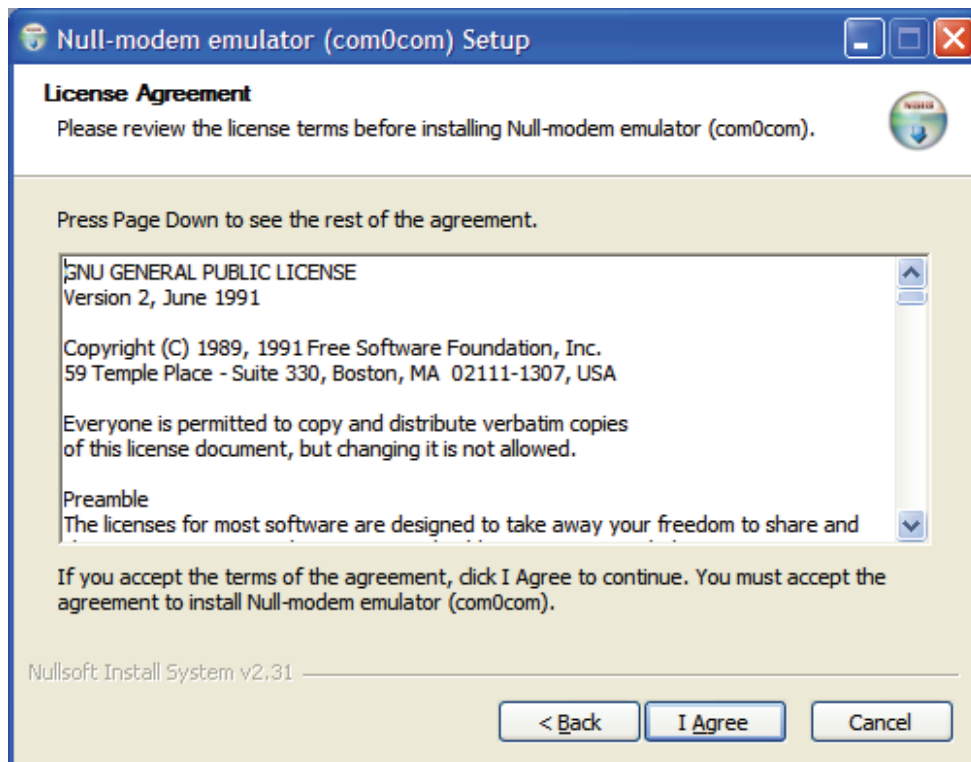 Null-modem emulator (com0com) Setup
License Agreement
Please review the license terms before installing Null-modem emulator (com0com).
Press Page Down to see the rest of the agreement.
GNU GENERAL PUBLIC LICENSE
Version 2, June 1991
Copyright (C) 1989, 1991 Free Software Foundation, Inc.
59 Temple Place - Suite 330, Boston, MA  02111-1307, USA
Everyone is permitted to copy and distribute verbatim copies
of this license document, but changing it is not allowed.
Preamble
The licenses for most software are designed to take away your freedom to share and
If you accept the terms of the agreement, click I Agree to continue. You must accept the
agreement to install Null-modem emulator (com0com).
Nullsoft Install System v2.31
< Back
I Agree
Cancel